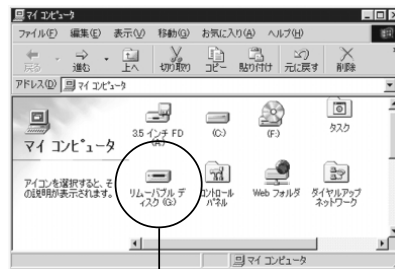 マイ コンピュータ
ファイル(F) 編集(E) 表示(V) 移動(G) お気に入り(A) ヘルプ(H)
戻る 進む 上へ 切り取り コピー 貼り付け 元に戻す 削除
アドレス(D) マイ コンピュータ
マイ コンピュータ
アイコンを選択すると、そ
の説明が表示されます。
3.5 インチ FD
(A:)
(C:)
(F:)
タスク
リムーバブル デ
ィスク (G:)
コントロール
パネル
Web フォルダ
ダイヤルアップ
ネットワーク
マイ コンピュータ